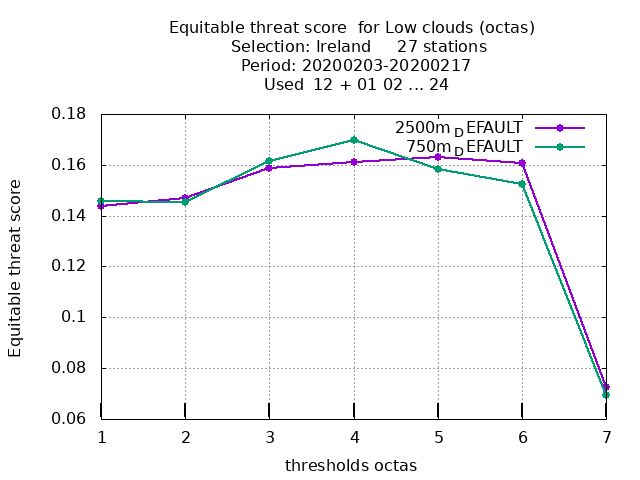 Equitable threat score  for Low clouds (octas)
Selection: Ireland     27 stations
Period: 20200203-20200217
Used  12 + 01 02 ... 24
2500m_DEFAULT
750m_DEFAULT
0.18
0.16
0.14
0.12
0.1
0.08
0.06
Equitable threat score
1 2 3 4 5 6 7
thresholds octas